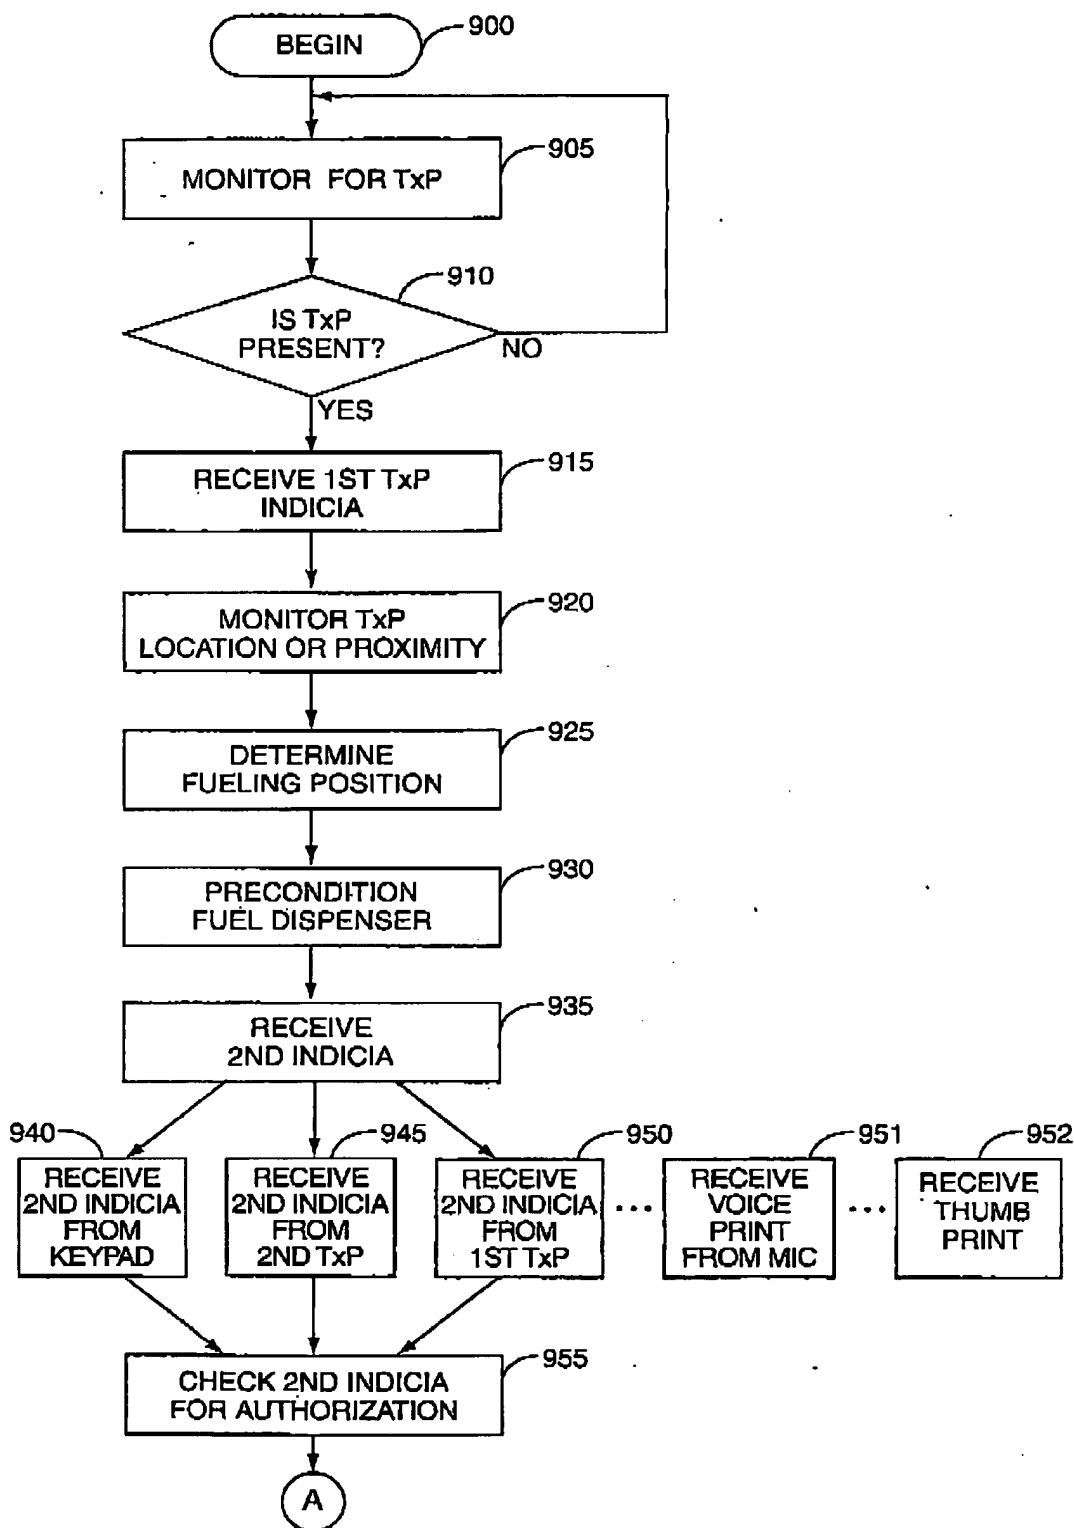 BEGIN
900
MONITOR FOR TxP
905
910
IS TxP
PRESENT?
NO
YES
RECEIVE 1ST TxP
INDICIA
915
MONITOR TxP
LOCATION OR PROXIMITY
920
DETERMINE
FUELING POSITION
925
PRECONDITION
FUEL DISPENSER
930
RECEIVE
2ND INDICIA
935
940
RECEIVE
2ND INDICIA
FROM
KEYPAD
945
RECEIVE
2ND INDICIA
FROM
2ND TxP
950
RECEIVE
2ND INDICIA
FROM
1ST TxP
...
951
RECEIVE
VOICE
PRINT
FROM MIC
...
952
RECEIVE
THUMB
PRINT
CHECK 2ND INDICIA
FOR AUTHORIZATION
955
A